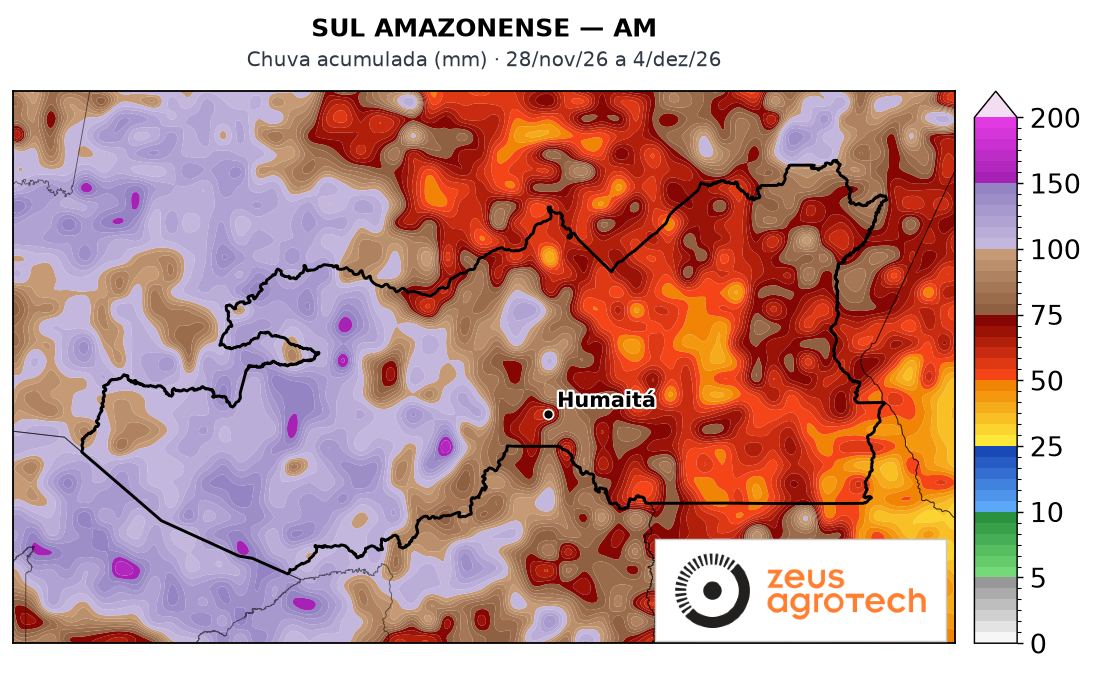 SUL AMAZONENSE — AM
Chuva acumulada (mm) · 28/nov/26 a 4/dez/26
200
150
100
75
50
25
10
5
0
Humaitá
zeus
agrotech